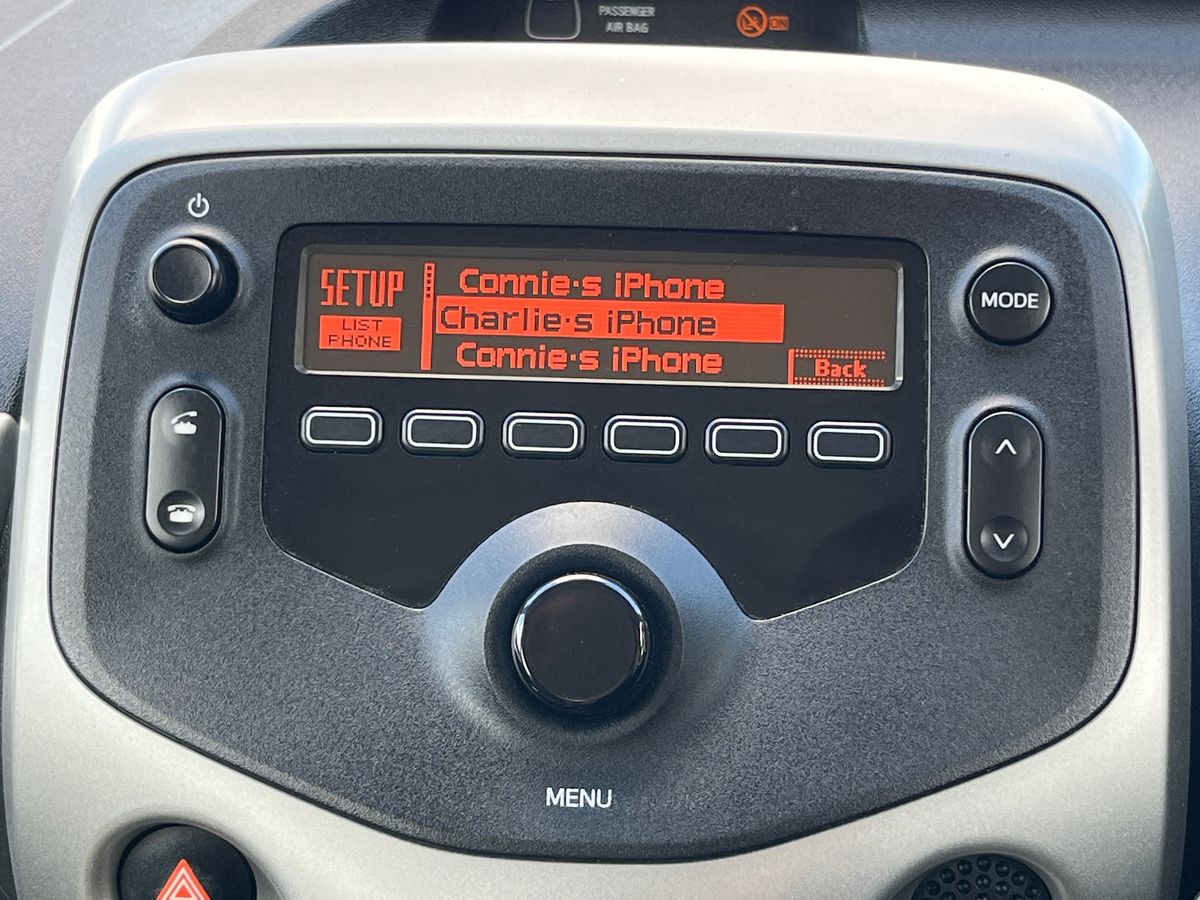 PASSENGER
AIR BAG
ON
MODE
SETUP
LIST
PHONE
Connie·s iPhone
Charlie·s iPhone
Connie·s iPhone
Back
MENU